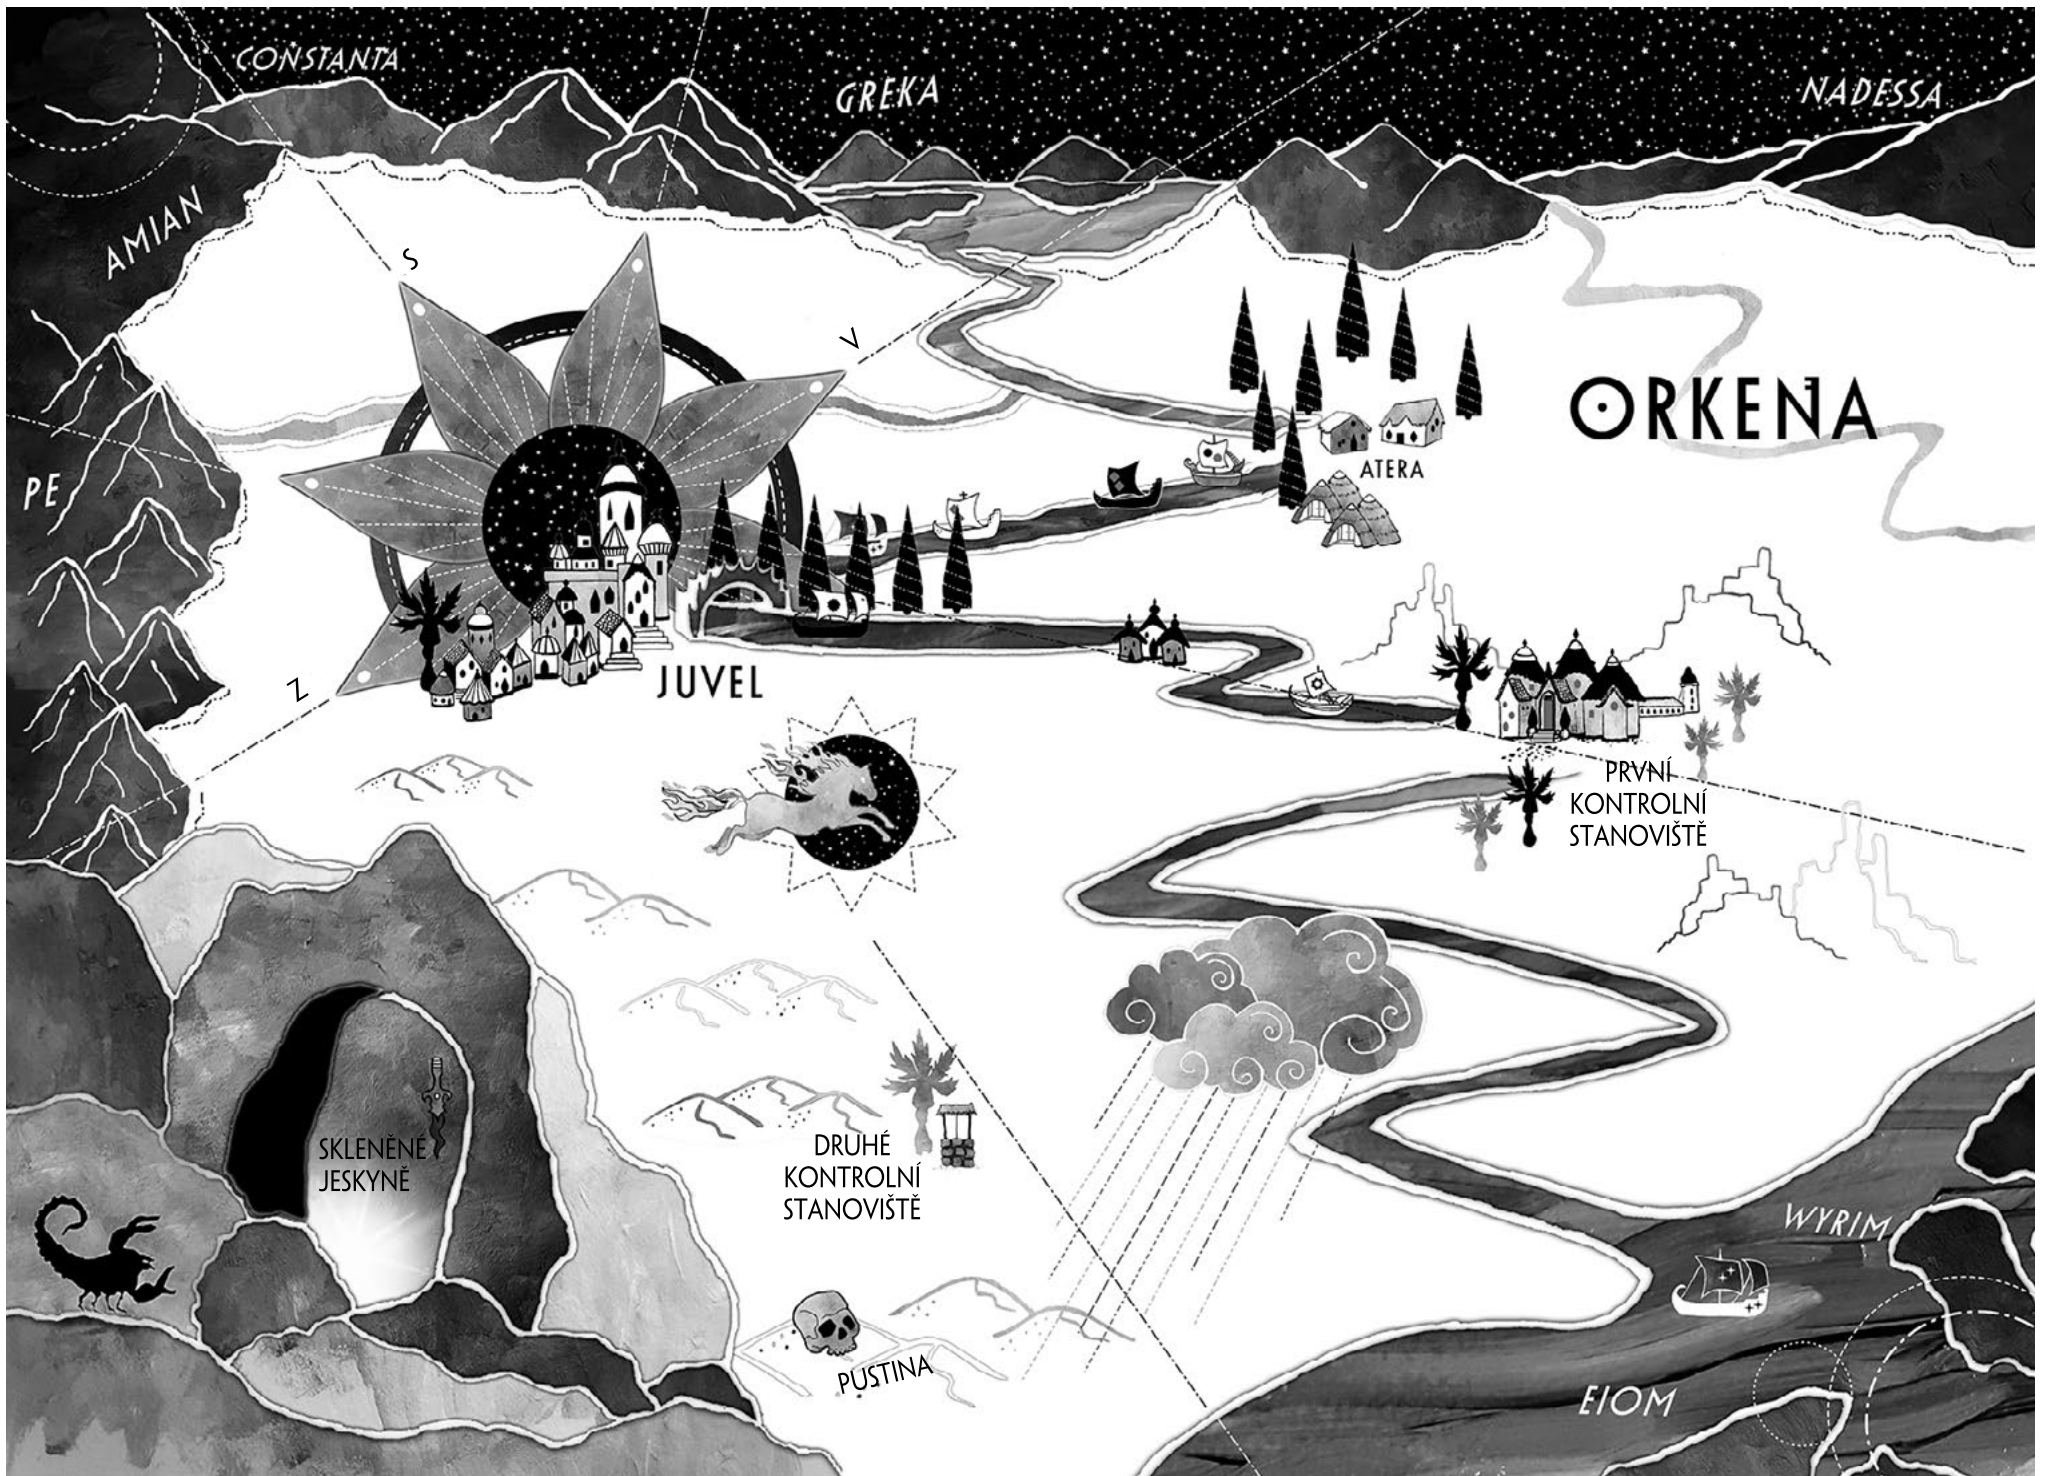 CONSTANTA
GREKA
NADESSA
AMIAN
S
V
ORKENA
PE
ATERA
Z
JUVEL
PRVNÍ
KONTROLNÍ
STANOVIŠTĚ
SKLENĚNÉ
JESKYNĚ
DRUHÉ
KONTROLNÍ
STANOVIŠTĚ
WYRIM
PUSTINA
EIOM